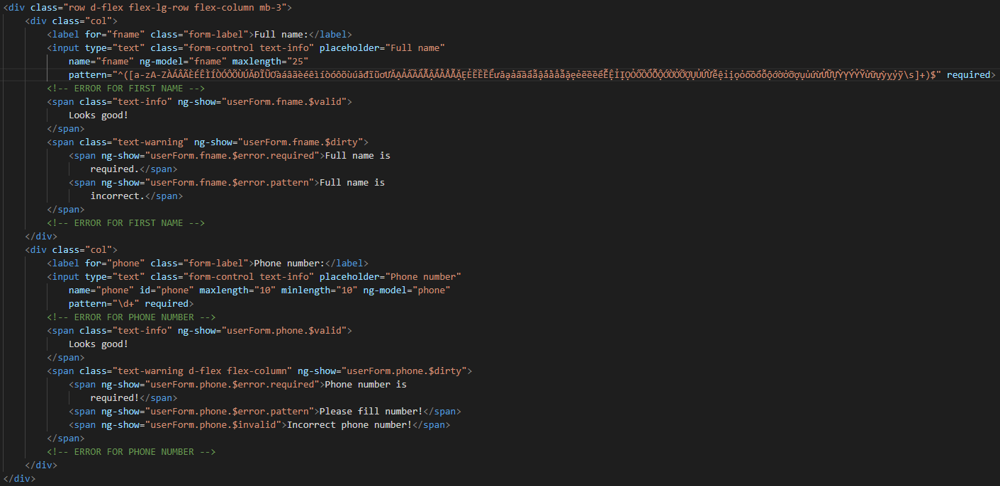 <div class="row d-flex flex-lg-row flex-column mb-3">
<div class="col">
<label for="fname" class="form-label">Full name:</label>
<input type="text" class="form-control text-info" placeholder="Full name"
name="fname" ng-model="fname" maxlength="25"
pattern="^([a-zA-ZÀÁÂÃÈÉÊÌÍÒÓÔÕÙÚĂĐĨŨƠàáâãèéêìíòóôõùúăđĩũơƯĂẠẢẤẦẨẪẬẮẰẲẴẶẸẺẼỀỀỂưăạảấầẩẫậắằẳẵặẹẻẽềềểỄỆỈỊỌỎỐỒỔỖỘỚỜỞỠỢỤỦỨỪễệỉịọỏốồổỗộớờởỡợụủứừỬỮỰỲỴÝỶỸửữựỳỵỷỹ\s]+)$" required>
<!-- ERROR FOR FIRST NAME -->
<span class="text-info" ng-show="userForm.fname.$valid">
Looks good!
</span>
<span class="text-warning" ng-show="userForm.fname.$dirty">
<span ng-show="userForm.fname.$error.required">Full name is
required.</span>
<span ng-show="userForm.fname.$error.pattern">Full name is
incorrect.</span>
</span>
<!-- ERROR FOR FIRST NAME -->
</div>
<div class="col">
<label for="phone" class="form-label">Phone number:</label>
<input type="text" class="form-control text-info" placeholder="Phone number"
name="phone" id="phone" maxlength="10" minlength="10" ng-model="phone"
pattern="\d+" required>
<!-- ERROR FOR PHONE NUMBER -->
<span class="text-info" ng-show="userForm.phone.$valid">
Looks good!
</span>
<span class="text-warning d-flex flex-column" ng-show="userForm.phone.$dirty">
<span ng-show="userForm.phone.$error.required">Phone number is
required!</span>
<span ng-show="userForm.phone.$error.pattern">Please fill number!</span>
<span ng-show="userForm.phone.$invalid">Incorrect phone number!</span>
</span>
<!-- ERROR FOR PHONE NUMBER -->
</div>
</div>